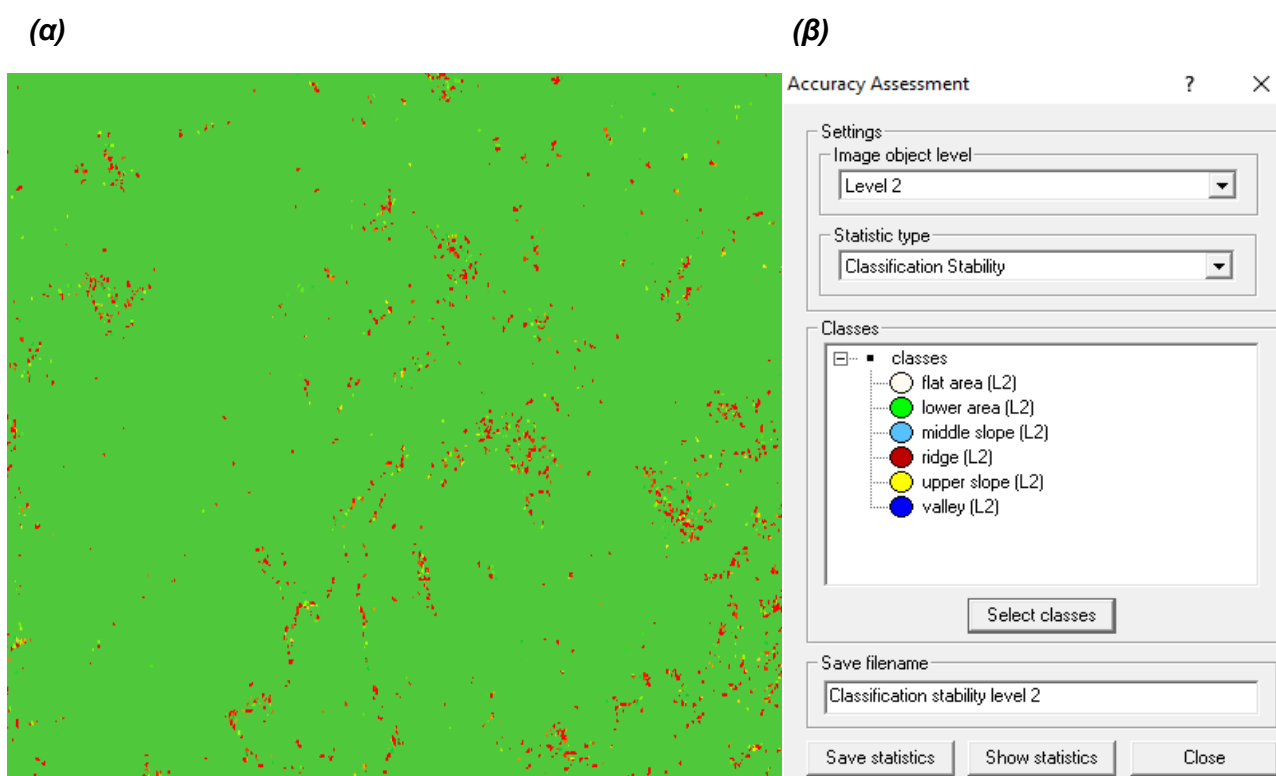 (α)
(β)
Accuracy Assessment ? ×
Settings
Image object level
Level 2
Statistic type
Classification Stability
Classes
classes
flat area (L2)
lower area (L2)
middle slope (L2)
ridge (L2)
upper slope (L2)
valley (L2)
Select classes
Save filename
Classification stability level 2
Save statistics Show statistics Close